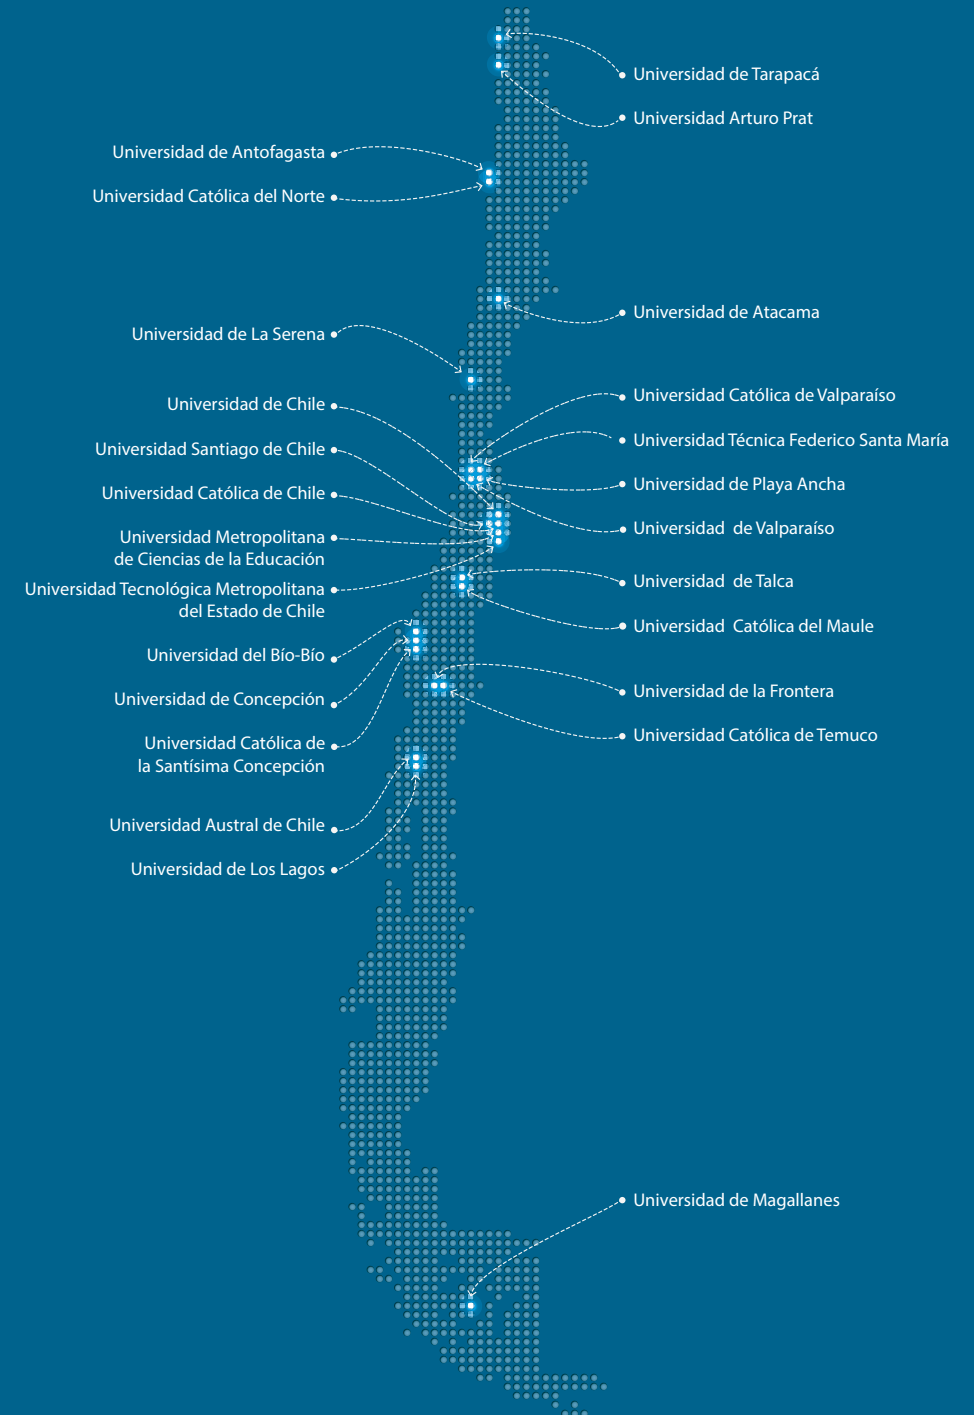 Universidad de Tarapacá
Universidad Arturo Prat
Universidad de Antofagasta
Universidad Católica del Norte
Universidad de Atacama
Universidad de La Serena
Universidad Católica de Valparaíso
Universidad de Chile
Universidad Técnica Federico Santa María
Universidad Santiago de Chile
Universidad de Playa Ancha
Universidad Católica de Chile
Universidad de Valparaíso
Universidad Metropolitana
de Ciencias de la Educación
Universidad de Talca
Universidad Tecnológica Metropolitana
del Estado de Chile
Universidad Católica del Maule
Universidad del Bío-Bío
Universidad de la Frontera
Universidad de Concepción
Universidad Católica de Temuco
Universidad Católica de
la Santísima Concepción
Universidad Austral de Chile
Universidad de Los Lagos
Universidad de Magallanes